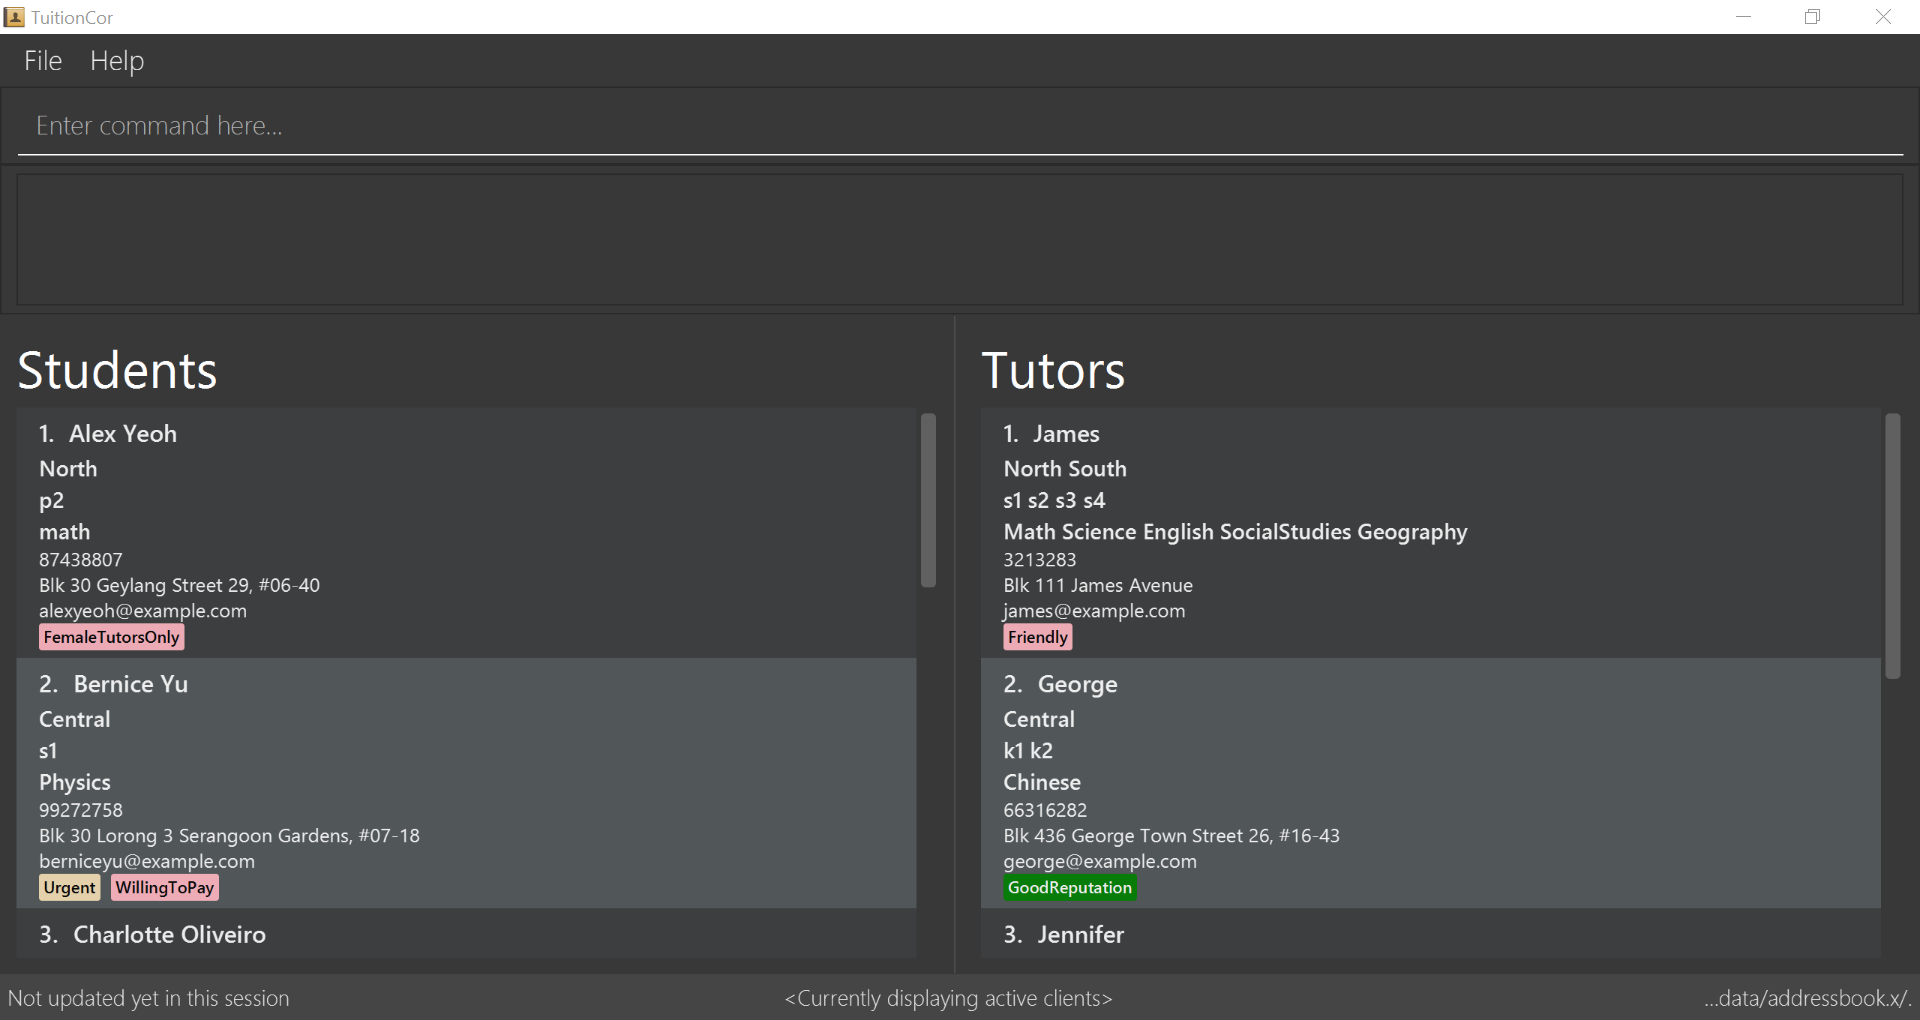 TuitionCor
File Help
Enter command here...
Students
1. Alex Yeoh
North
p2
math
87438807
Blk 30 Geylang Street 29, #06-40
alexyeoh@example.com
FemaleTutorsOnly
2. Bernice Yu
Central
s1
Physics
99272758
Blk 30 Lorong 3 Serangoon Gardens, #07-18
berniceyu@example.com
Urgent WillingToPay
3. Charlotte Oliveiro
Tutors
1. James
North South
s1 s2 s3 s4
Math Science English SocialStudies Geography
3213283
Blk 111 James Avenue
james@example.com
Friendly
2. George
Central
k1 k2
Chinese
66316282
Blk 436 George Town Street 26, #16-43
george@example.com
GoodReputation
3. Jennifer
Not updated yet in this session
<Currently displaying active clients>
...data/addressbook.x/.